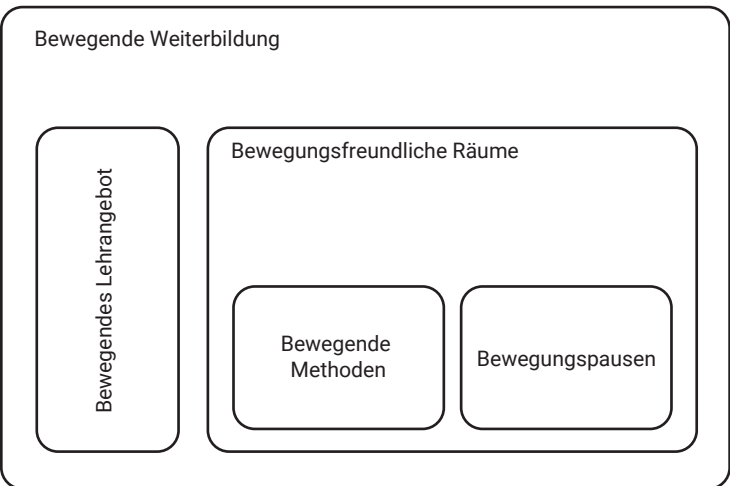 Bewegende Weiterbildung
Bewegendes Lehrangebot
Bewegungsfreundliche Räume
Bewegende
Methoden
Bewegungspausen